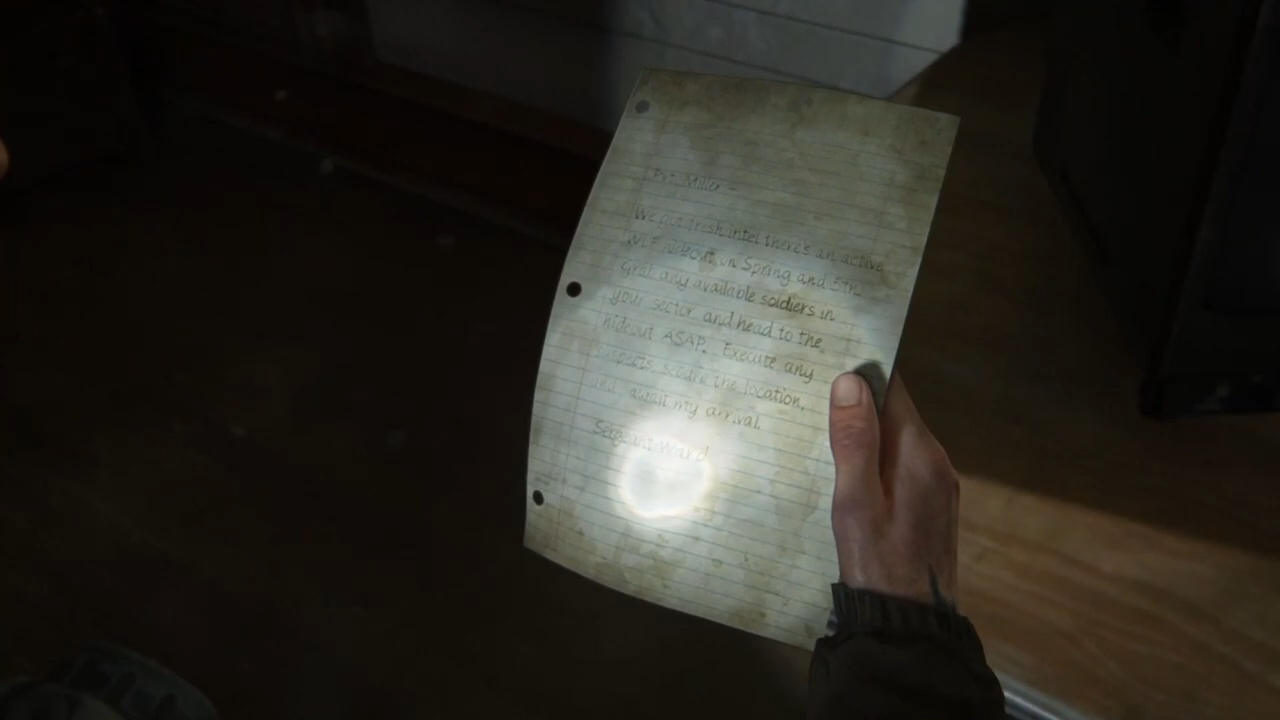 Pvt. Miller -
We got fresh intel there's an active
WLF hideout on Spring and 5th.
Grab any available soldiers in
your sector and head to the
hideout ASAP. Execute any
suspects, secure the location,
and await my arrival.
Sergeant Ward